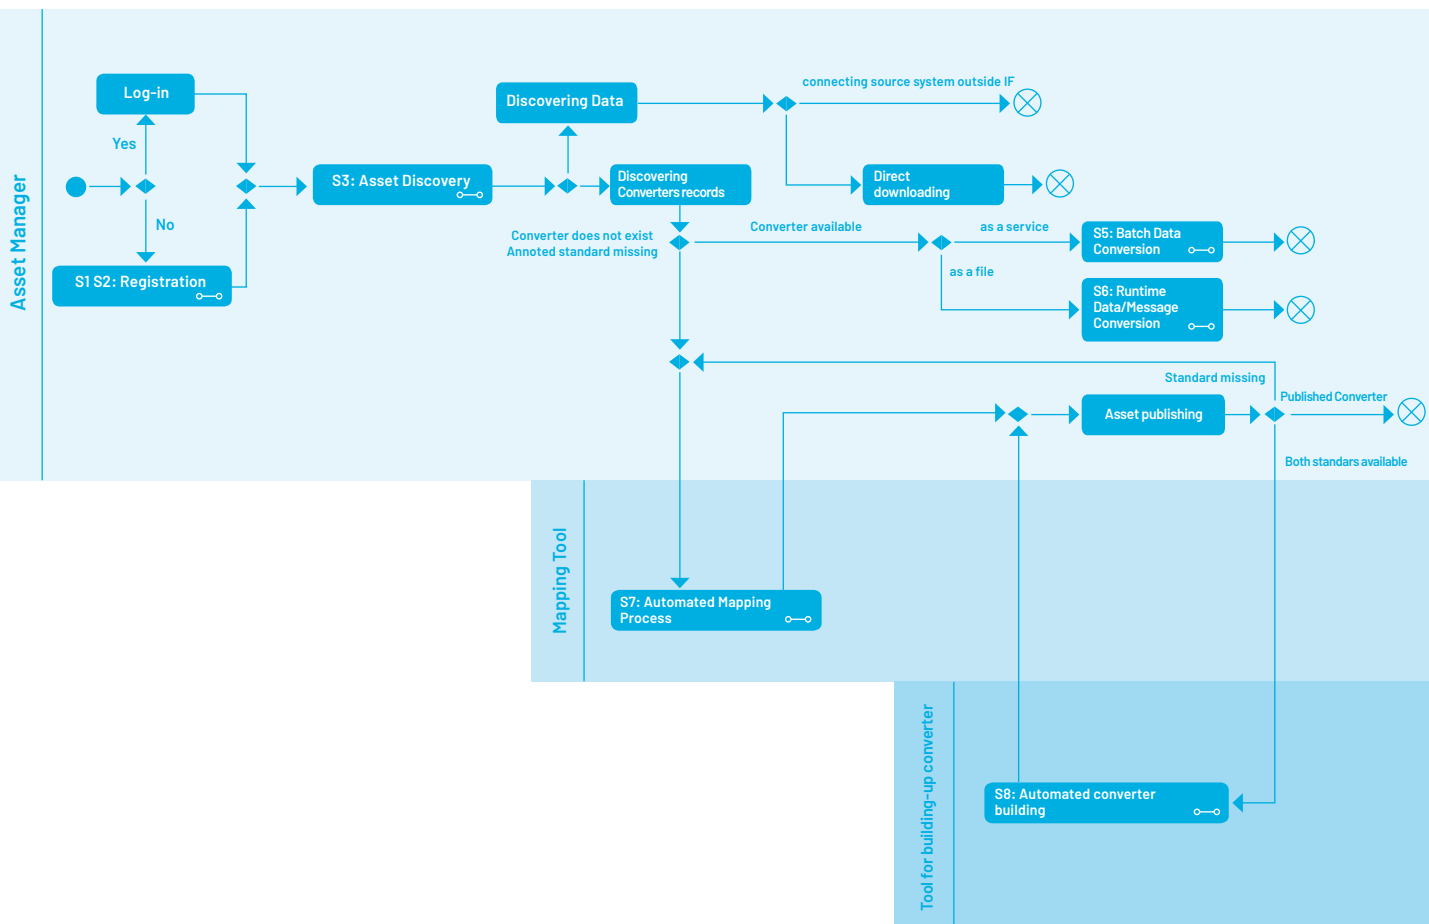 Asset Manager
Log-in
Yes
No
S1 S2: Registration
S3: Asset Discovery
Discovering Data
connecting source system outside IF
Discovering
Converters records
Direct
downloading
Converter does not exist
Annoted standard missing
Converter available
as a service
as a file
S5: Batch Data
Conversion
S6: Runtime
Data/Message
Conversion
Standard missing
Asset publishing
Published Converter
Both standars available
Mapping Tool
S7: Automated Mapping
Process
Tool for building-up converter
S8: Automated converter
building